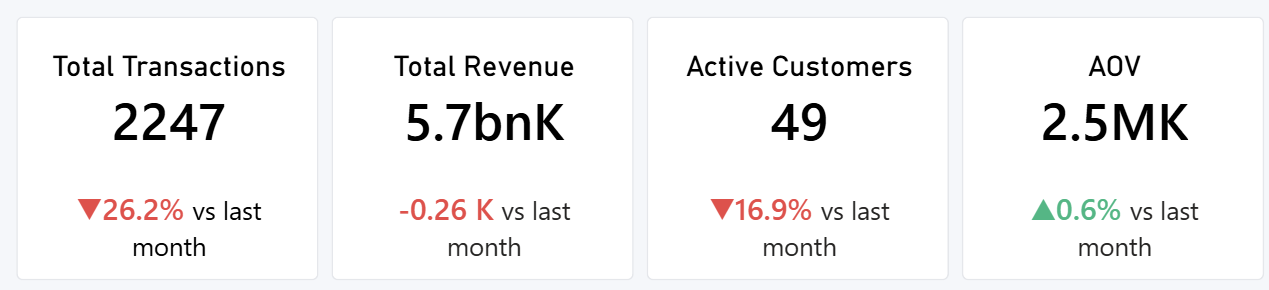 Total Transactions
2247
▼26.2% vs last
month
Total Revenue
5.7bnK
-0.26 K vs last
month
Active Customers
49
▼16.9% vs last
month
AOV
2.5MK
▲0.6% vs last
month